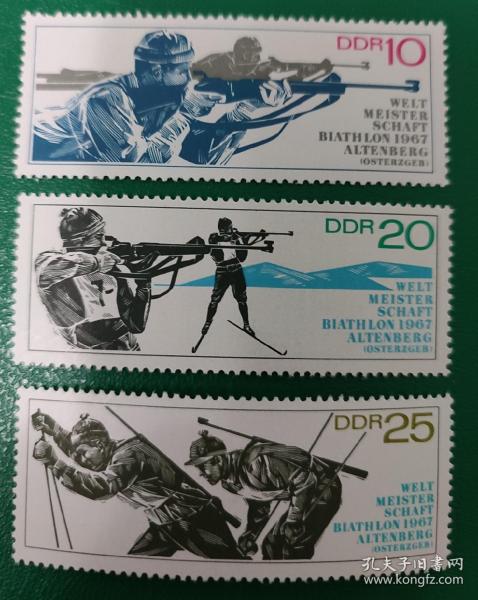 DDR 10
WELT
MEISTER
SCHAFT
BIATHLON 1967
ALTENBERG
(OSTERZGEB)
DDR 20
WELT
MEISTER
SCHAFT
BIATHLON 1967
ALTENBERG
(OSTERZGEB)
DDR 25
WELT
MEISTER
SCHAFT
BIATHLON 1967
ALTENBERG
(OSTERZGEB)
孔夫子旧书网
www.kongfz.com